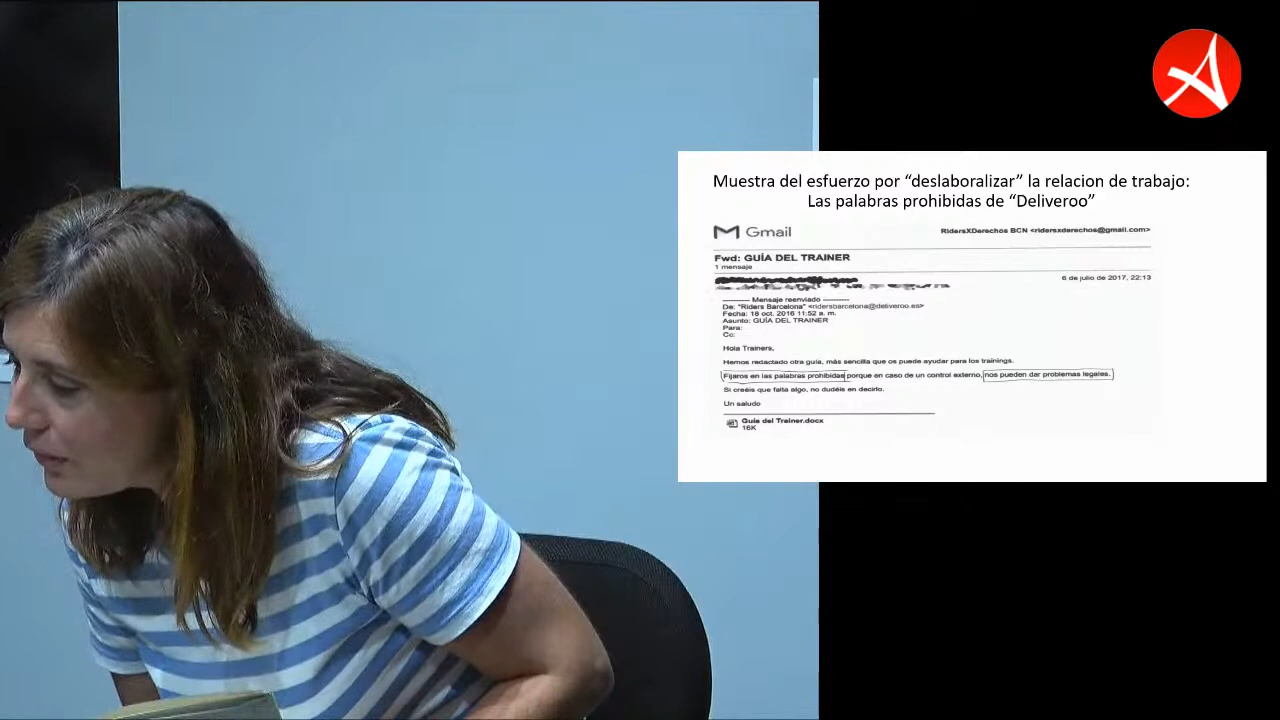 Muestra del esfuerzo por “deslaboralizar” la relacion de trabajo:
Las palabras prohibidas de “Deliveroo”
Gmail
RidersXDerechos BCN <ridersxderechos@gmail.com>
Fwd: GUÍA DEL TRAINER
1 mensaje
6 de julio de 2017, 22:13
---------- Mensaje reenviado ----------
De: "Riders Barcelona" <ridersbarcelona@deliveroo.es>
Fecha: 18 oct. 2016 11:52 a. m.
Asunto: GUÍA DEL TRAINER
Para:
Cc:
Hola Trainers,
Hemos redactado otra guía, más sencilla que os puede ayudar para los trainings.
Fijaros en las palabras prohibidas porque en caso de un control externo, nos pueden dar problemas legales.
Si creéis que falta algo, no dudéis en decirlo.
Un saludo
Guía del Trainer.docx
16K